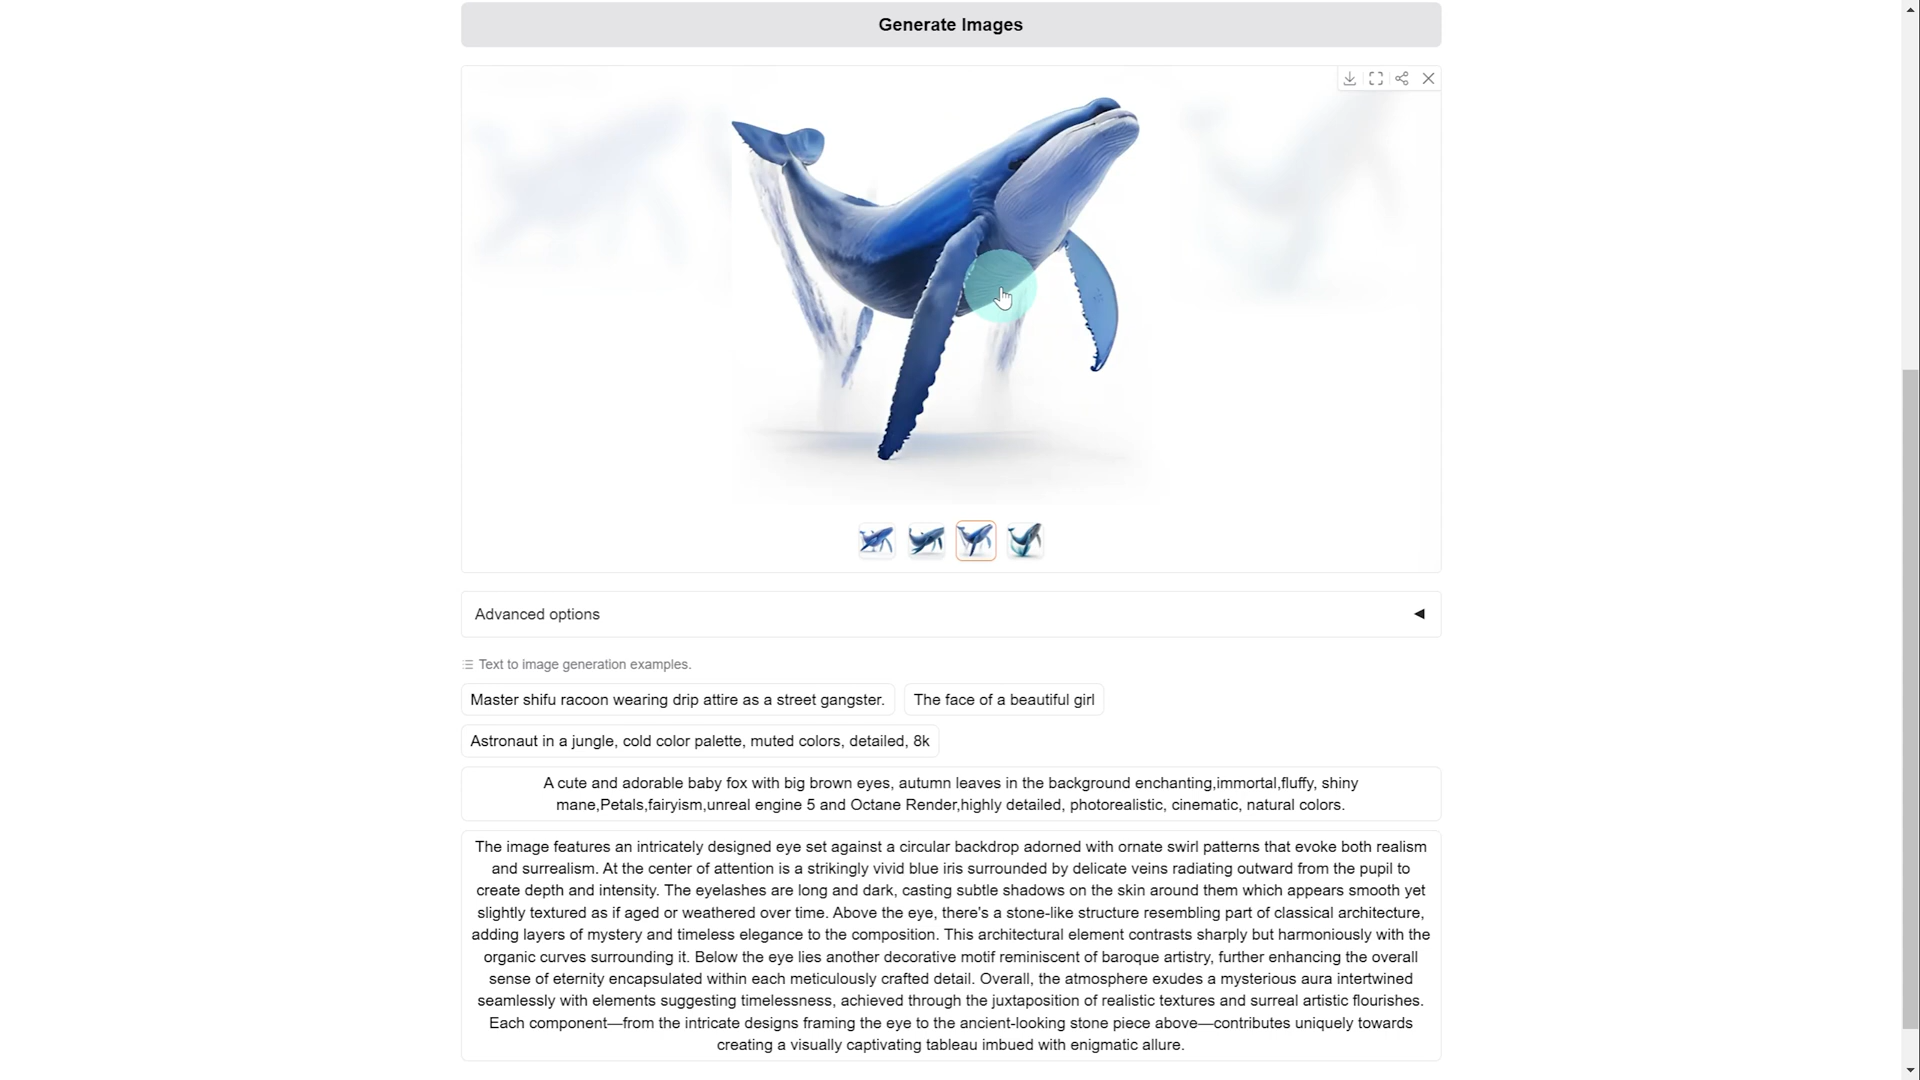 Generate Images
Advanced options
Text to image generation examples.
Master shifu racoon wearing drip attire as a street gangster.
The face of a beautiful girl
Astronaut in a jungle, cold color palette, muted colors, detailed, 8k
A cute and adorable baby fox with big brown eyes, autumn leaves in the background enchanting,immortal,fluffy, shiny
mane,Petals,fairyism,unreal engine 5 and Octane Render,highly detailed, photorealistic, cinematic, natural colors.
The image features an intricately designed eye set against a circular backdrop adorned with ornate swirl patterns that evoke both realism
and surrealism. At the center of attention is a strikingly vivid blue iris surrounded by delicate veins radiating outward from the pupil to
create depth and intensity. The eyelashes are long and dark, casting subtle shadows on the skin around them which appears smooth yet
slightly textured as if aged or weathered over time. Above the eye, there's a stone-like structure resembling part of classical architecture,
adding layers of mystery and timeless elegance to the composition. This architectural element contrasts sharply but harmoniously with the
organic curves surrounding it. Below the eye lies another decorative motif reminiscent of baroque artistry, further enhancing the overall
sense of eternity encapsulated within each meticulously crafted detail. Overall, the atmosphere exudes a mysterious aura intertwined
seamlessly with elements suggesting timelessness, achieved through the juxtaposition of realistic textures and surreal artistic flourishes.
Each component—from the intricate designs framing the eye to the ancient-looking stone piece above—contributes uniquely towards
creating a visually captivating tableau imbued with enigmatic allure.